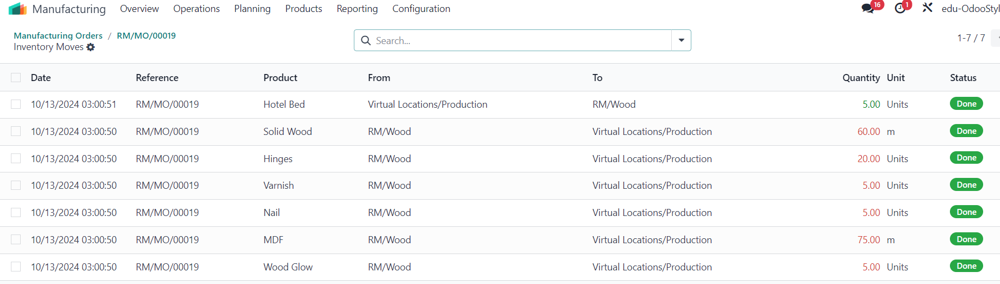 Manufacturing Overview Operations Planning Products Reporting Configuration 16 1 edu-OdooStyl
Manufacturing Orders / RM/MO/00019
Inventory Moves
Search...
1-7 / 7
Date Reference Product From To Quantity Unit Status
10/13/2024 03:00:51 RM/MO/00019 Hotel Bed Virtual Locations/Production RM/Wood 5.00 Units Done
10/13/2024 03:00:50 RM/MO/00019 Solid Wood RM/Wood Virtual Locations/Production 60.00 m Done
10/13/2024 03:00:50 RM/MO/00019 Hinges RM/Wood Virtual Locations/Production 20.00 Units Done
10/13/2024 03:00:50 RM/MO/00019 Varnish RM/Wood Virtual Locations/Production 5.00 Units Done
10/13/2024 03:00:50 RM/MO/00019 Nail RM/Wood Virtual Locations/Production 5.00 Units Done
10/13/2024 03:00:50 RM/MO/00019 MDF RM/Wood Virtual Locations/Production 75.00 m Done
10/13/2024 03:00:50 RM/MO/00019 Wood Glow RM/Wood Virtual Locations/Production 5.00 Units Done